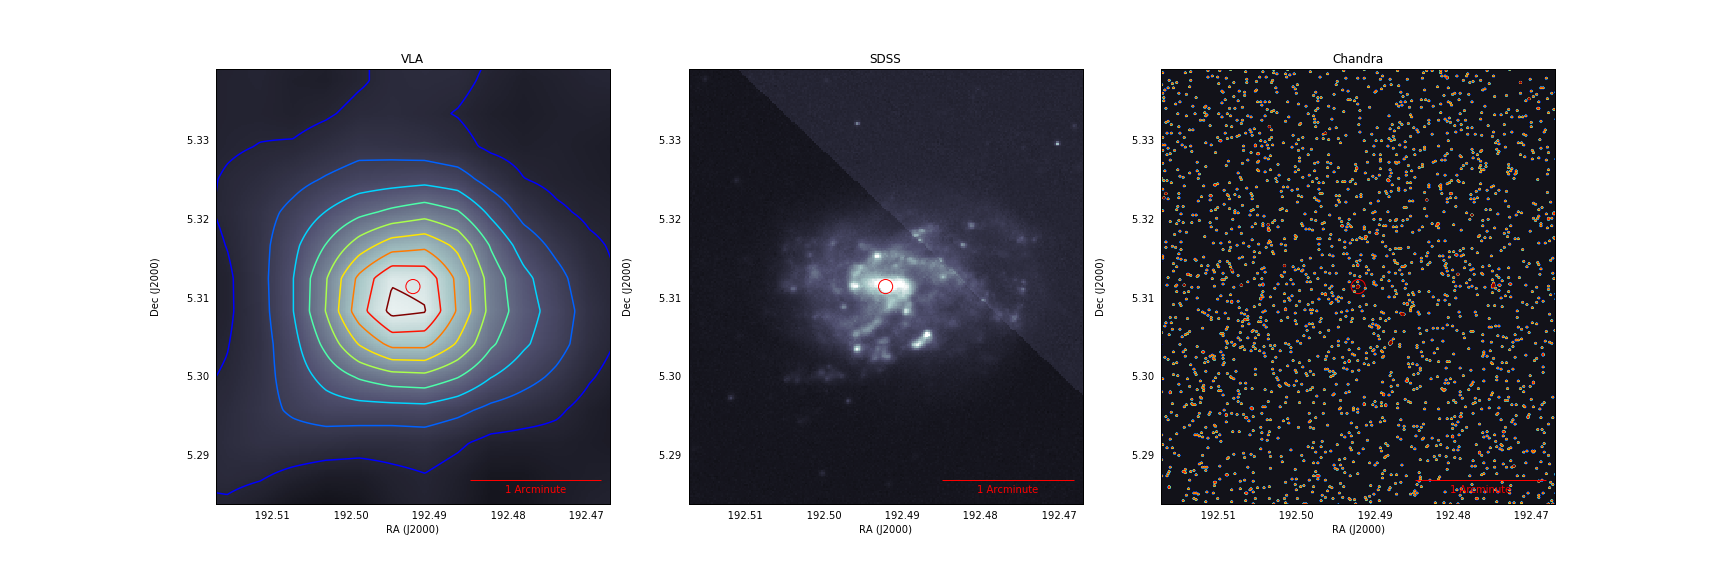 VLA
5.33
5.32
5.31
5.30
5.29
Dec (J2000)
1 Arcminute
192.51 192.50 192.49 192.48 192.47
RA (J2000)
SDSS
5.33
5.32
5.31
5.30
5.29
Dec (J2000)
1 Arcminute
192.51 192.50 192.49 192.48 192.47
RA (J2000)
Chandra
5.33
5.32
5.31
5.30
5.29
Dec (J2000)
1 Arcminute
192.51 192.50 192.49 192.48 192.47
RA (J2000)